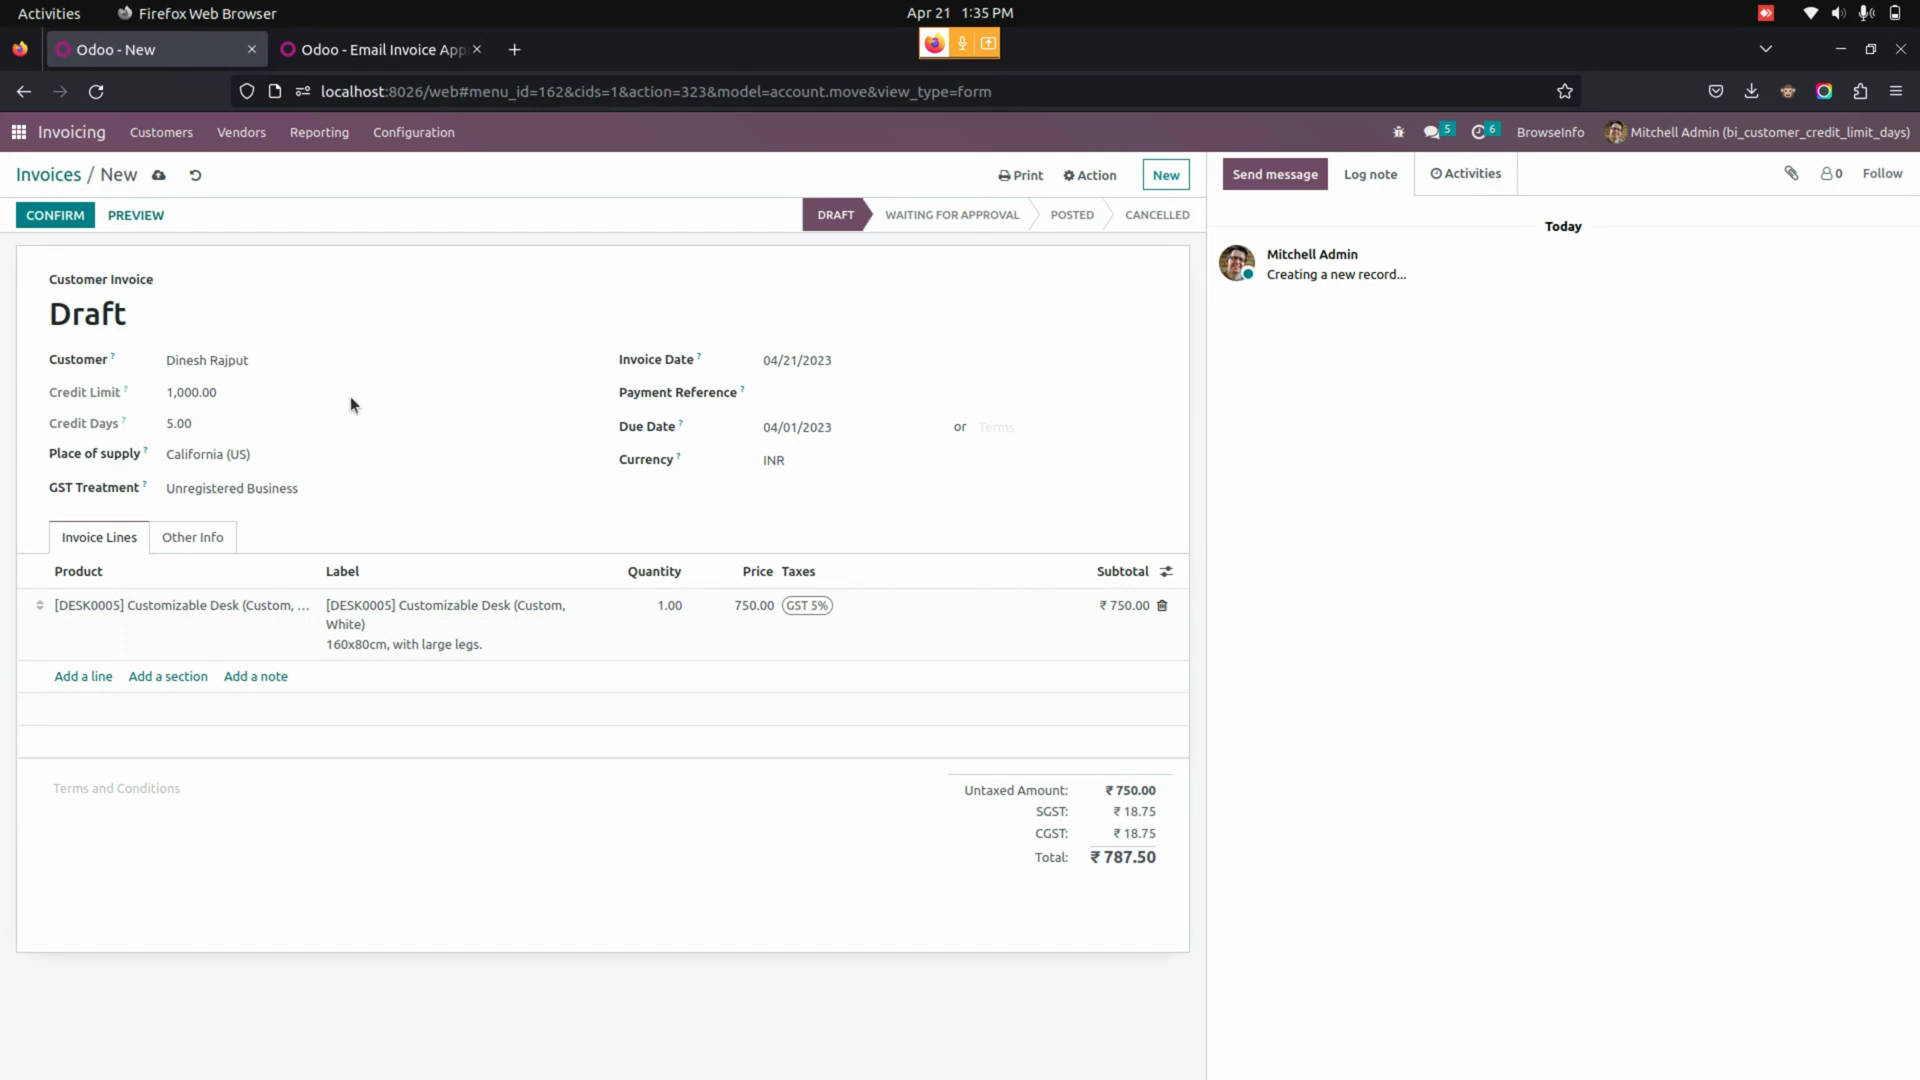 Activities
Firefox Web Browser
Apr 21 1:35 PM
Odoo - New
Odoo - Email Invoice App
localhost:8026/web#menu_id=162&cids=1&action=323&model=account.move&view_type=form
Invoicing
Customers
Vendors
Reporting
Configuration
5
6
BrowseInfo
Mitchell Admin (bi_customer_credit_limit_days)
Invoices / New
Print
Action
New
Send message
Log note
Activities
0
Follow
CONFIRM
PREVIEW
DRAFT
WAITING FOR APPROVAL
POSTED
CANCELLED
Today
Mitchell Admin
Creating a new record...
Customer Invoice
Draft
Customer ? Dinesh Rajput
Invoice Date ? 04/21/2023
Credit Limit ? 1,000.00
Payment Reference ?
Credit Days ? 5.00
Due Date ? 04/01/2023 or Terms
Place of supply ? California (US)
Currency ? INR
GST Treatment ? Unregistered Business
Invoice Lines
Other Info
Product Label Quantity Price Taxes Subtotal
[DESK0005] Customizable Desk (Custom, ... [DESK0005] Customizable Desk (Custom, 1.00 750.00 GST 5% ₹ 750.00
White)
160x80cm, with large legs.
Add a line Add a section Add a note
Terms and Conditions
Untaxed Amount: ₹ 750.00
SGST: ₹ 18.75
CGST: ₹ 18.75
Total: ₹ 787.50